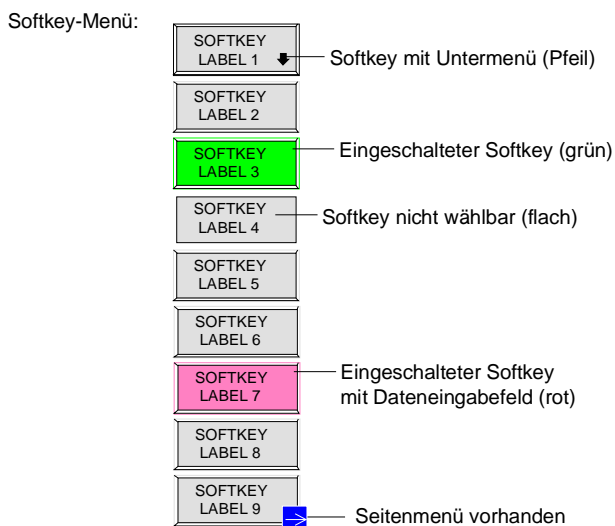 Softkey-Menü:
SOFTKEY
LABEL 1
Softkey mit Untermenü (Pfeil)
SOFTKEY
LABEL 2
SOFTKEY
LABEL 3
Eingeschalteter Softkey (grün)
SOFTKEY
LABEL 4
Softkey nicht wählbar (flach)
SOFTKEY
LABEL 5
SOFTKEY
LABEL 6
SOFTKEY
LABEL 7
Eingeschalteter Softkey
mit Dateneingabefeld (rot)
SOFTKEY
LABEL 8
SOFTKEY
LABEL 9
Seitenmenü vorhanden